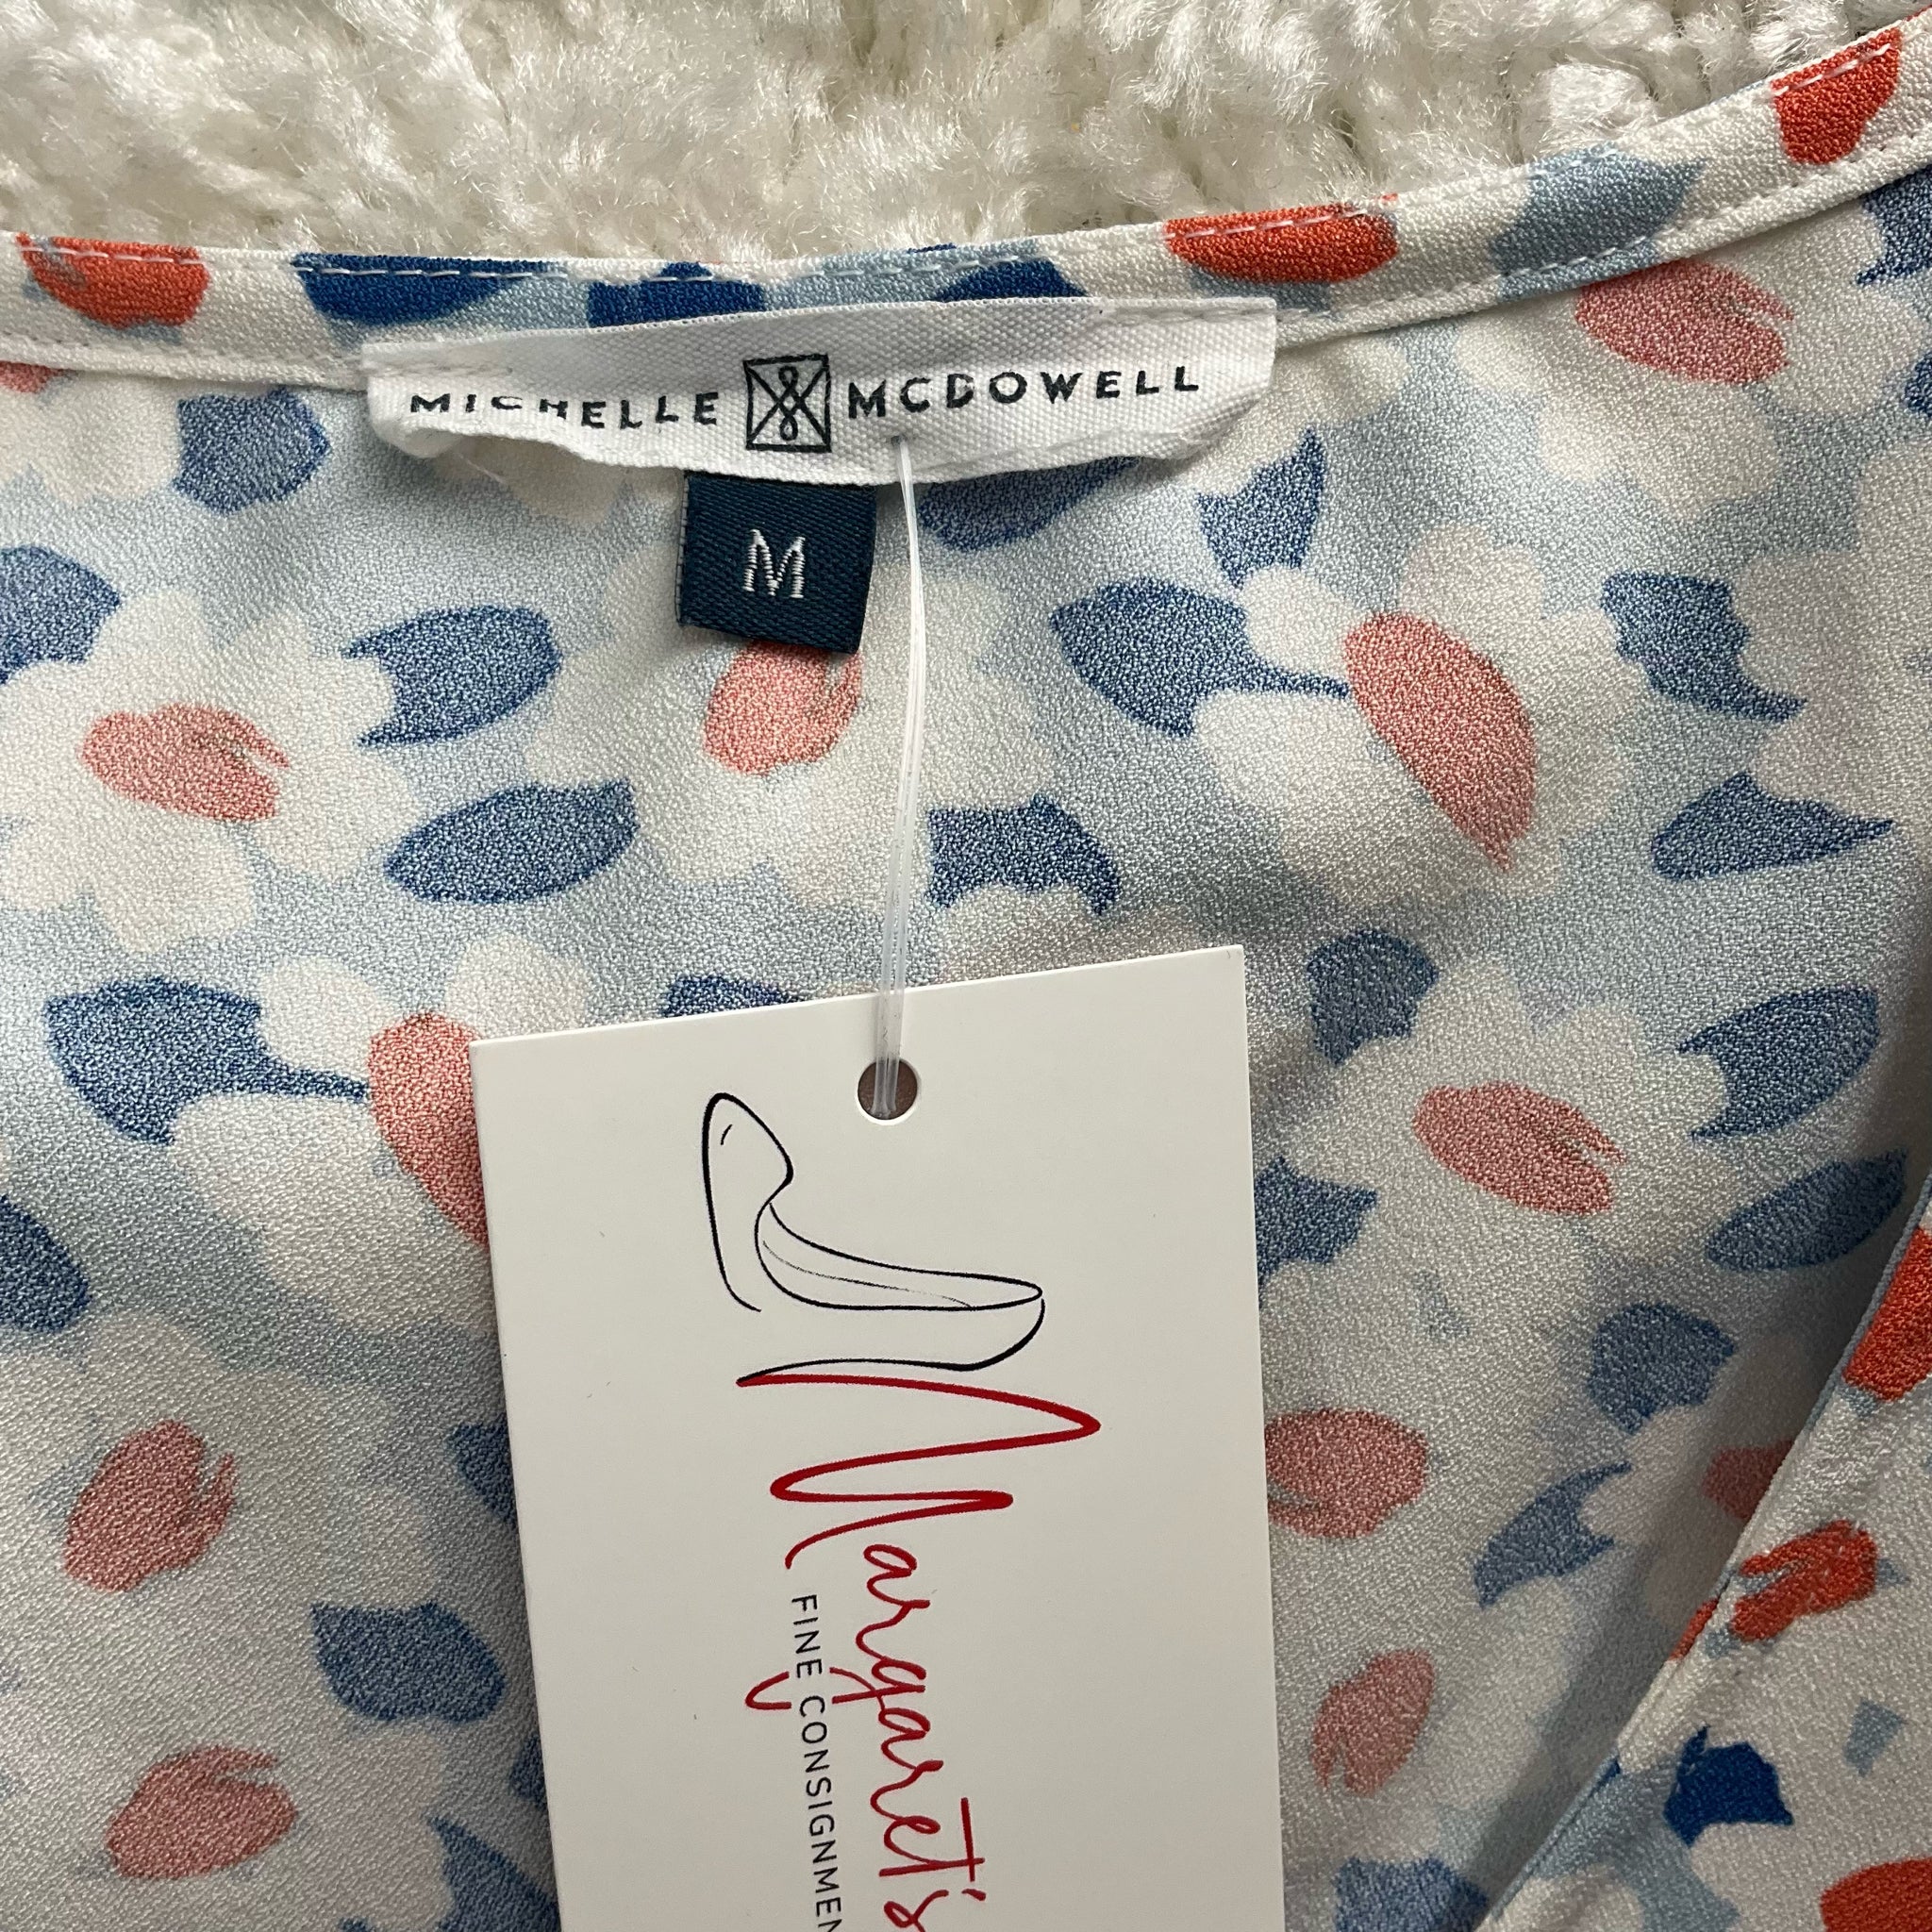 MICHELLE MCDOWELL
M
Margaret's
FINE CONSIGNMEN